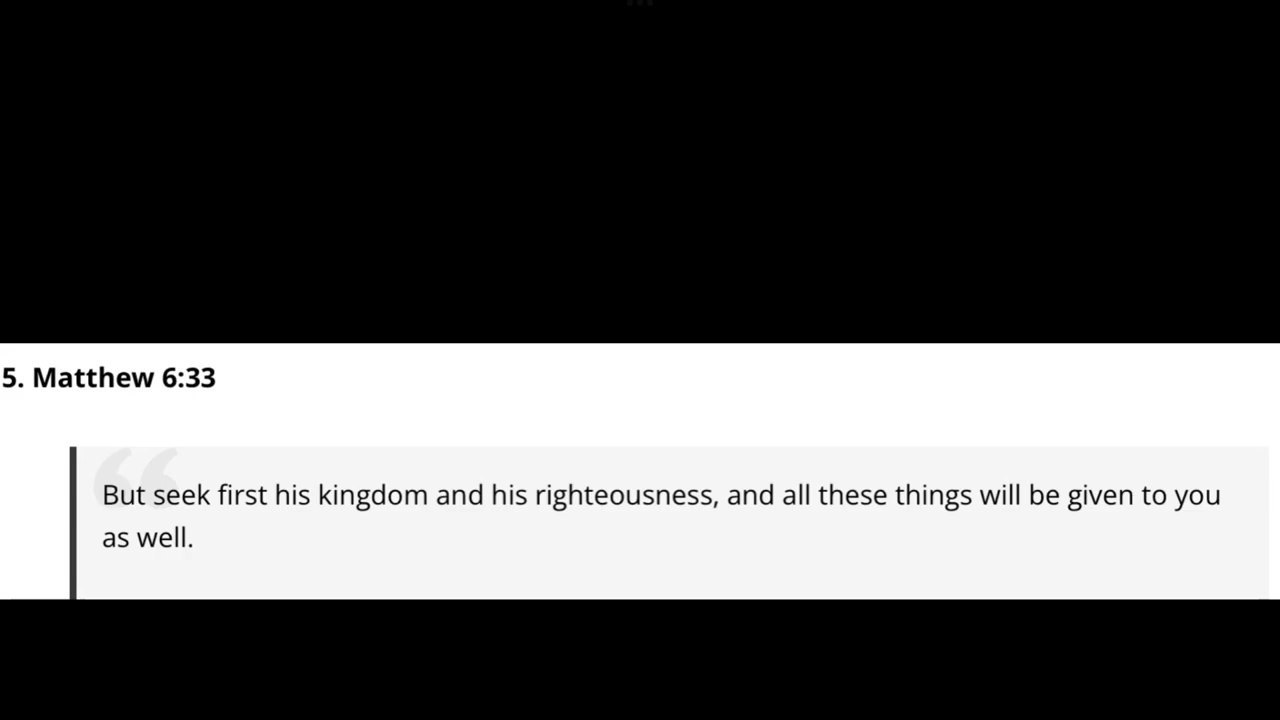 5. Matthew 6:33
But seek first his kingdom and his righteousness, and all these things will be given to you
as well.